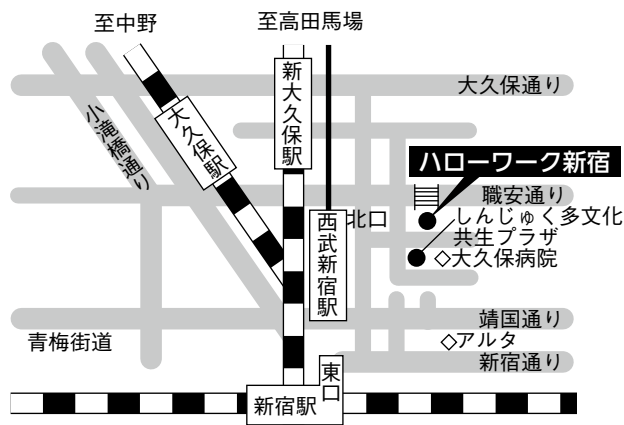 至中野
至高田馬場
大久保通り
新大久保駅
大久保駅
小滝橋通り
ハローワーク新宿
職安通り
北口
しんじゅく多文化
共生プラザ
西武新宿駅
◇大久保病院
靖国通り
青梅街道
◇アルタ
新宿通り
東口
新宿駅